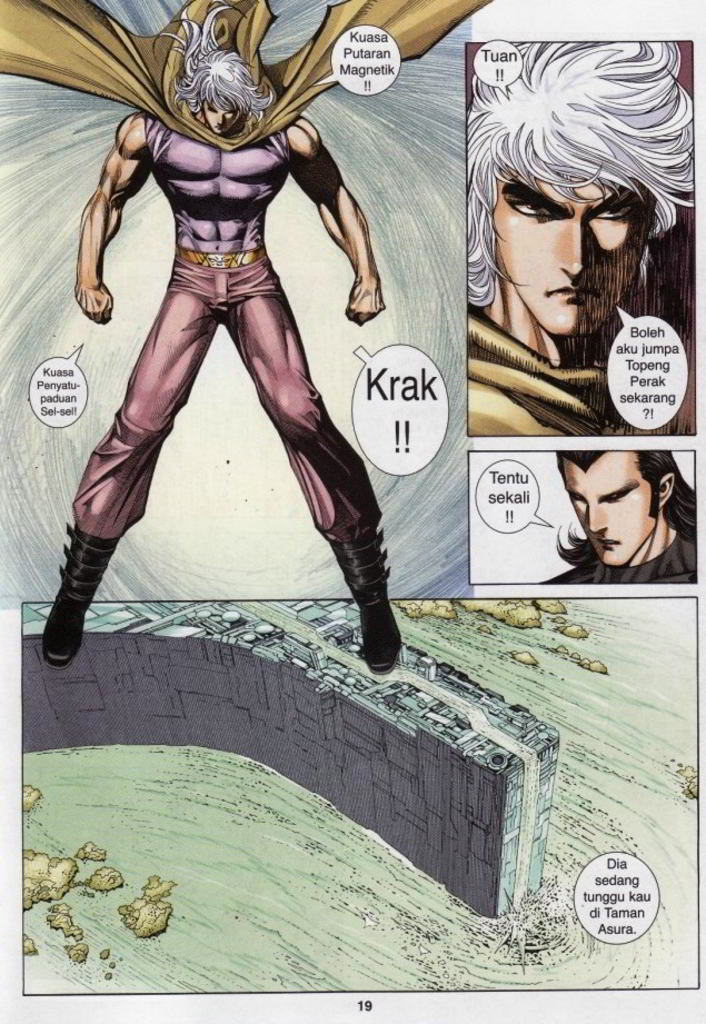 Kuasa
Putaran
Magnetik
!!
Kuasa
Penyatu-
paduan
Sel-sel!
Krak
!!
Tuan
!!
Boleh
aku jumpa
Topeng
Perak
sekarang
?!
Tentu
sekali
!!
Dia
sedang
tunggu kau
di Taman
Asura.
19